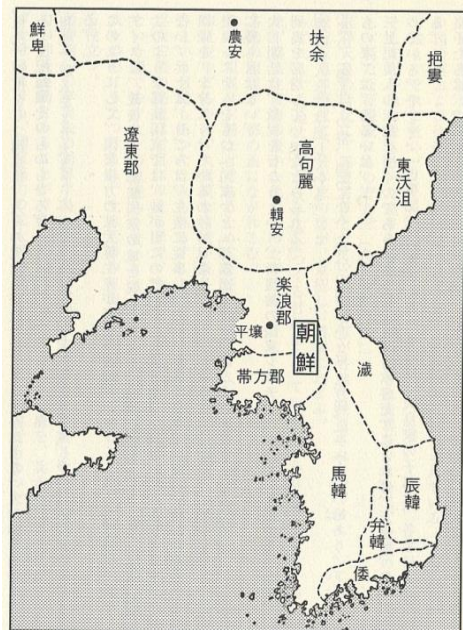 鮮卑
農安
扶余
挹婁
遼東郡
高句麗
東沃沮
輯安
楽浪郡
平壌
朝鮮
濊
帯方郡
馬韓
辰韓
弁韓
倭